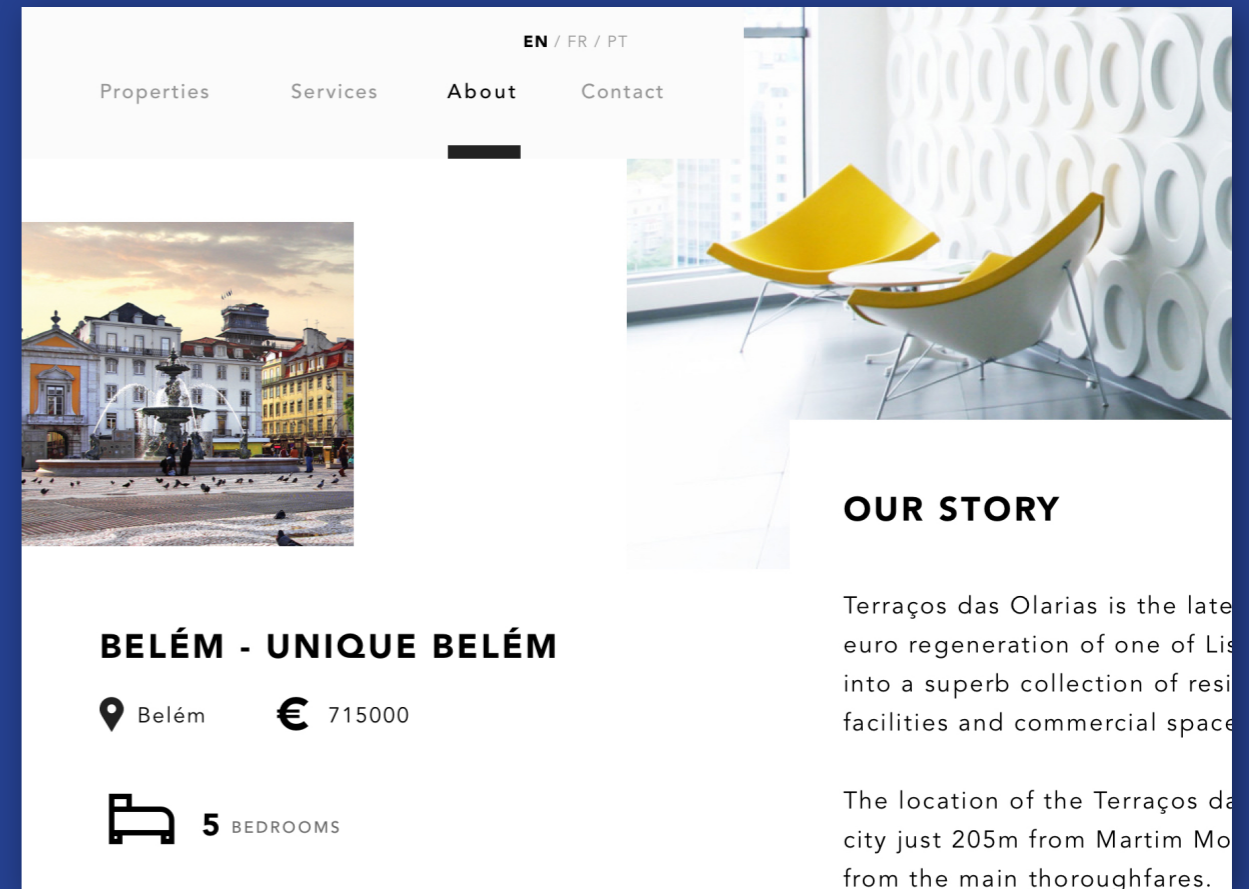 EN / FR / PT
Properties Services About Contact
BELÉM - UNIQUE BELÉM
Belém € 715000
5 BEDROOMS
OUR STORY
Terraços das Olarias is the late
euro regeneration of one of Lis
into a superb collection of resi
facilities and commercial space
The location of the Terraços da
city just 205m from Martim Mo
from the main thoroughfares.